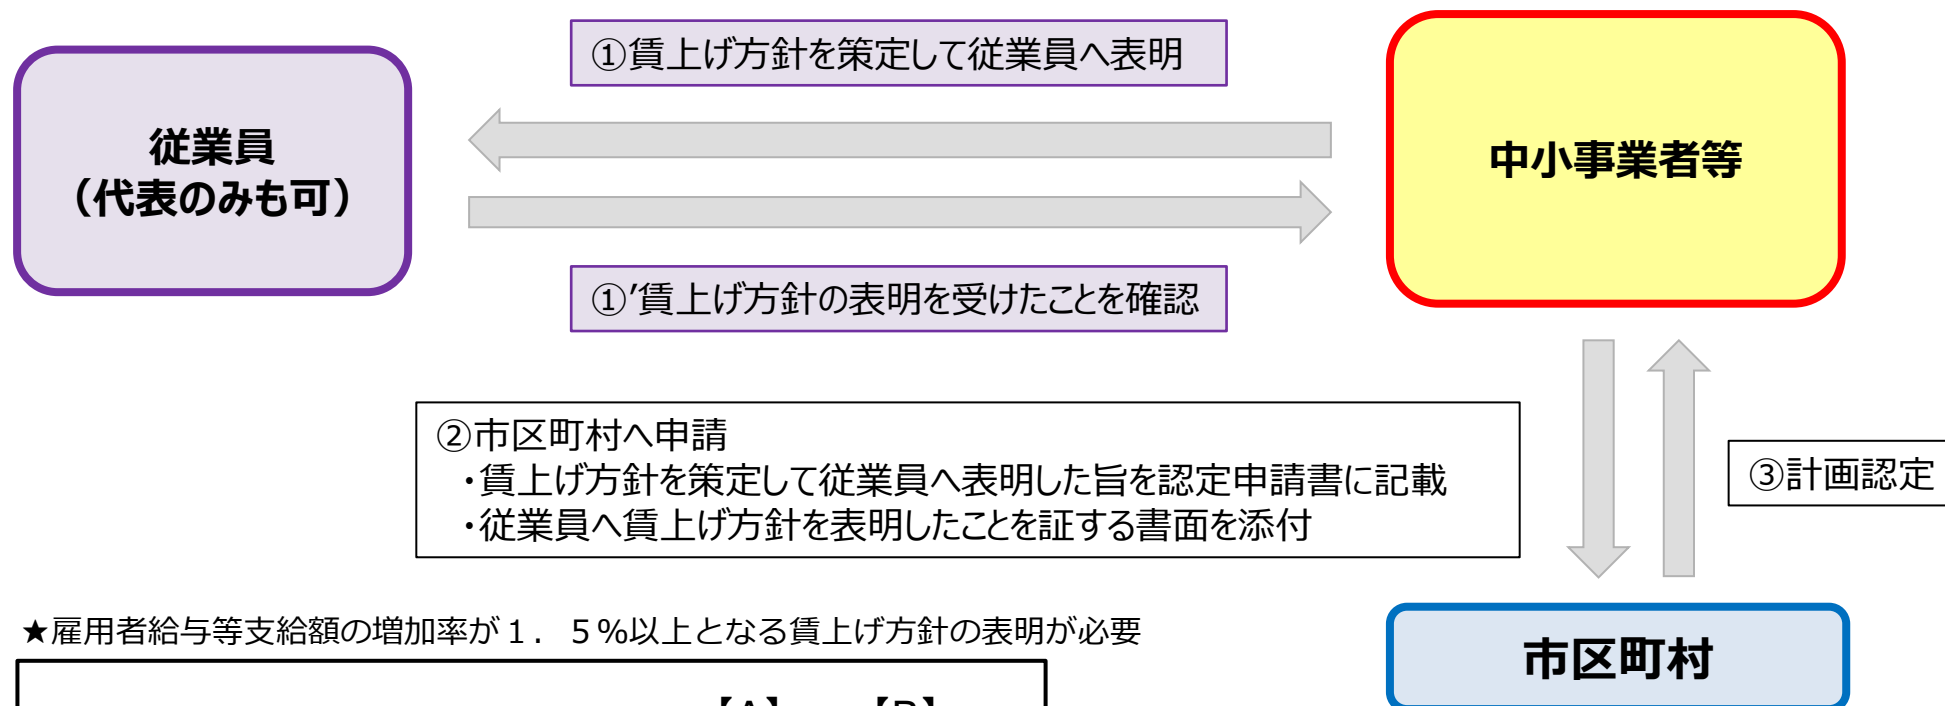 ①賃上げ方針を策定して従業員へ表明
従業員
（代表のみも可）
中小事業者等
①’賃上げ方針の表明を受けたことを確認
②市区町村へ申請
・賃上げ方針を策定して従業員へ表明した旨を認定申請書に記載
・従業員へ賃上げ方針を表明したことを証する書面を添付
③計画認定
★雇用者給与等支給額の増加率が１．５%以上となる賃上げ方針の表明が必要
市区町村
【A】 【B】